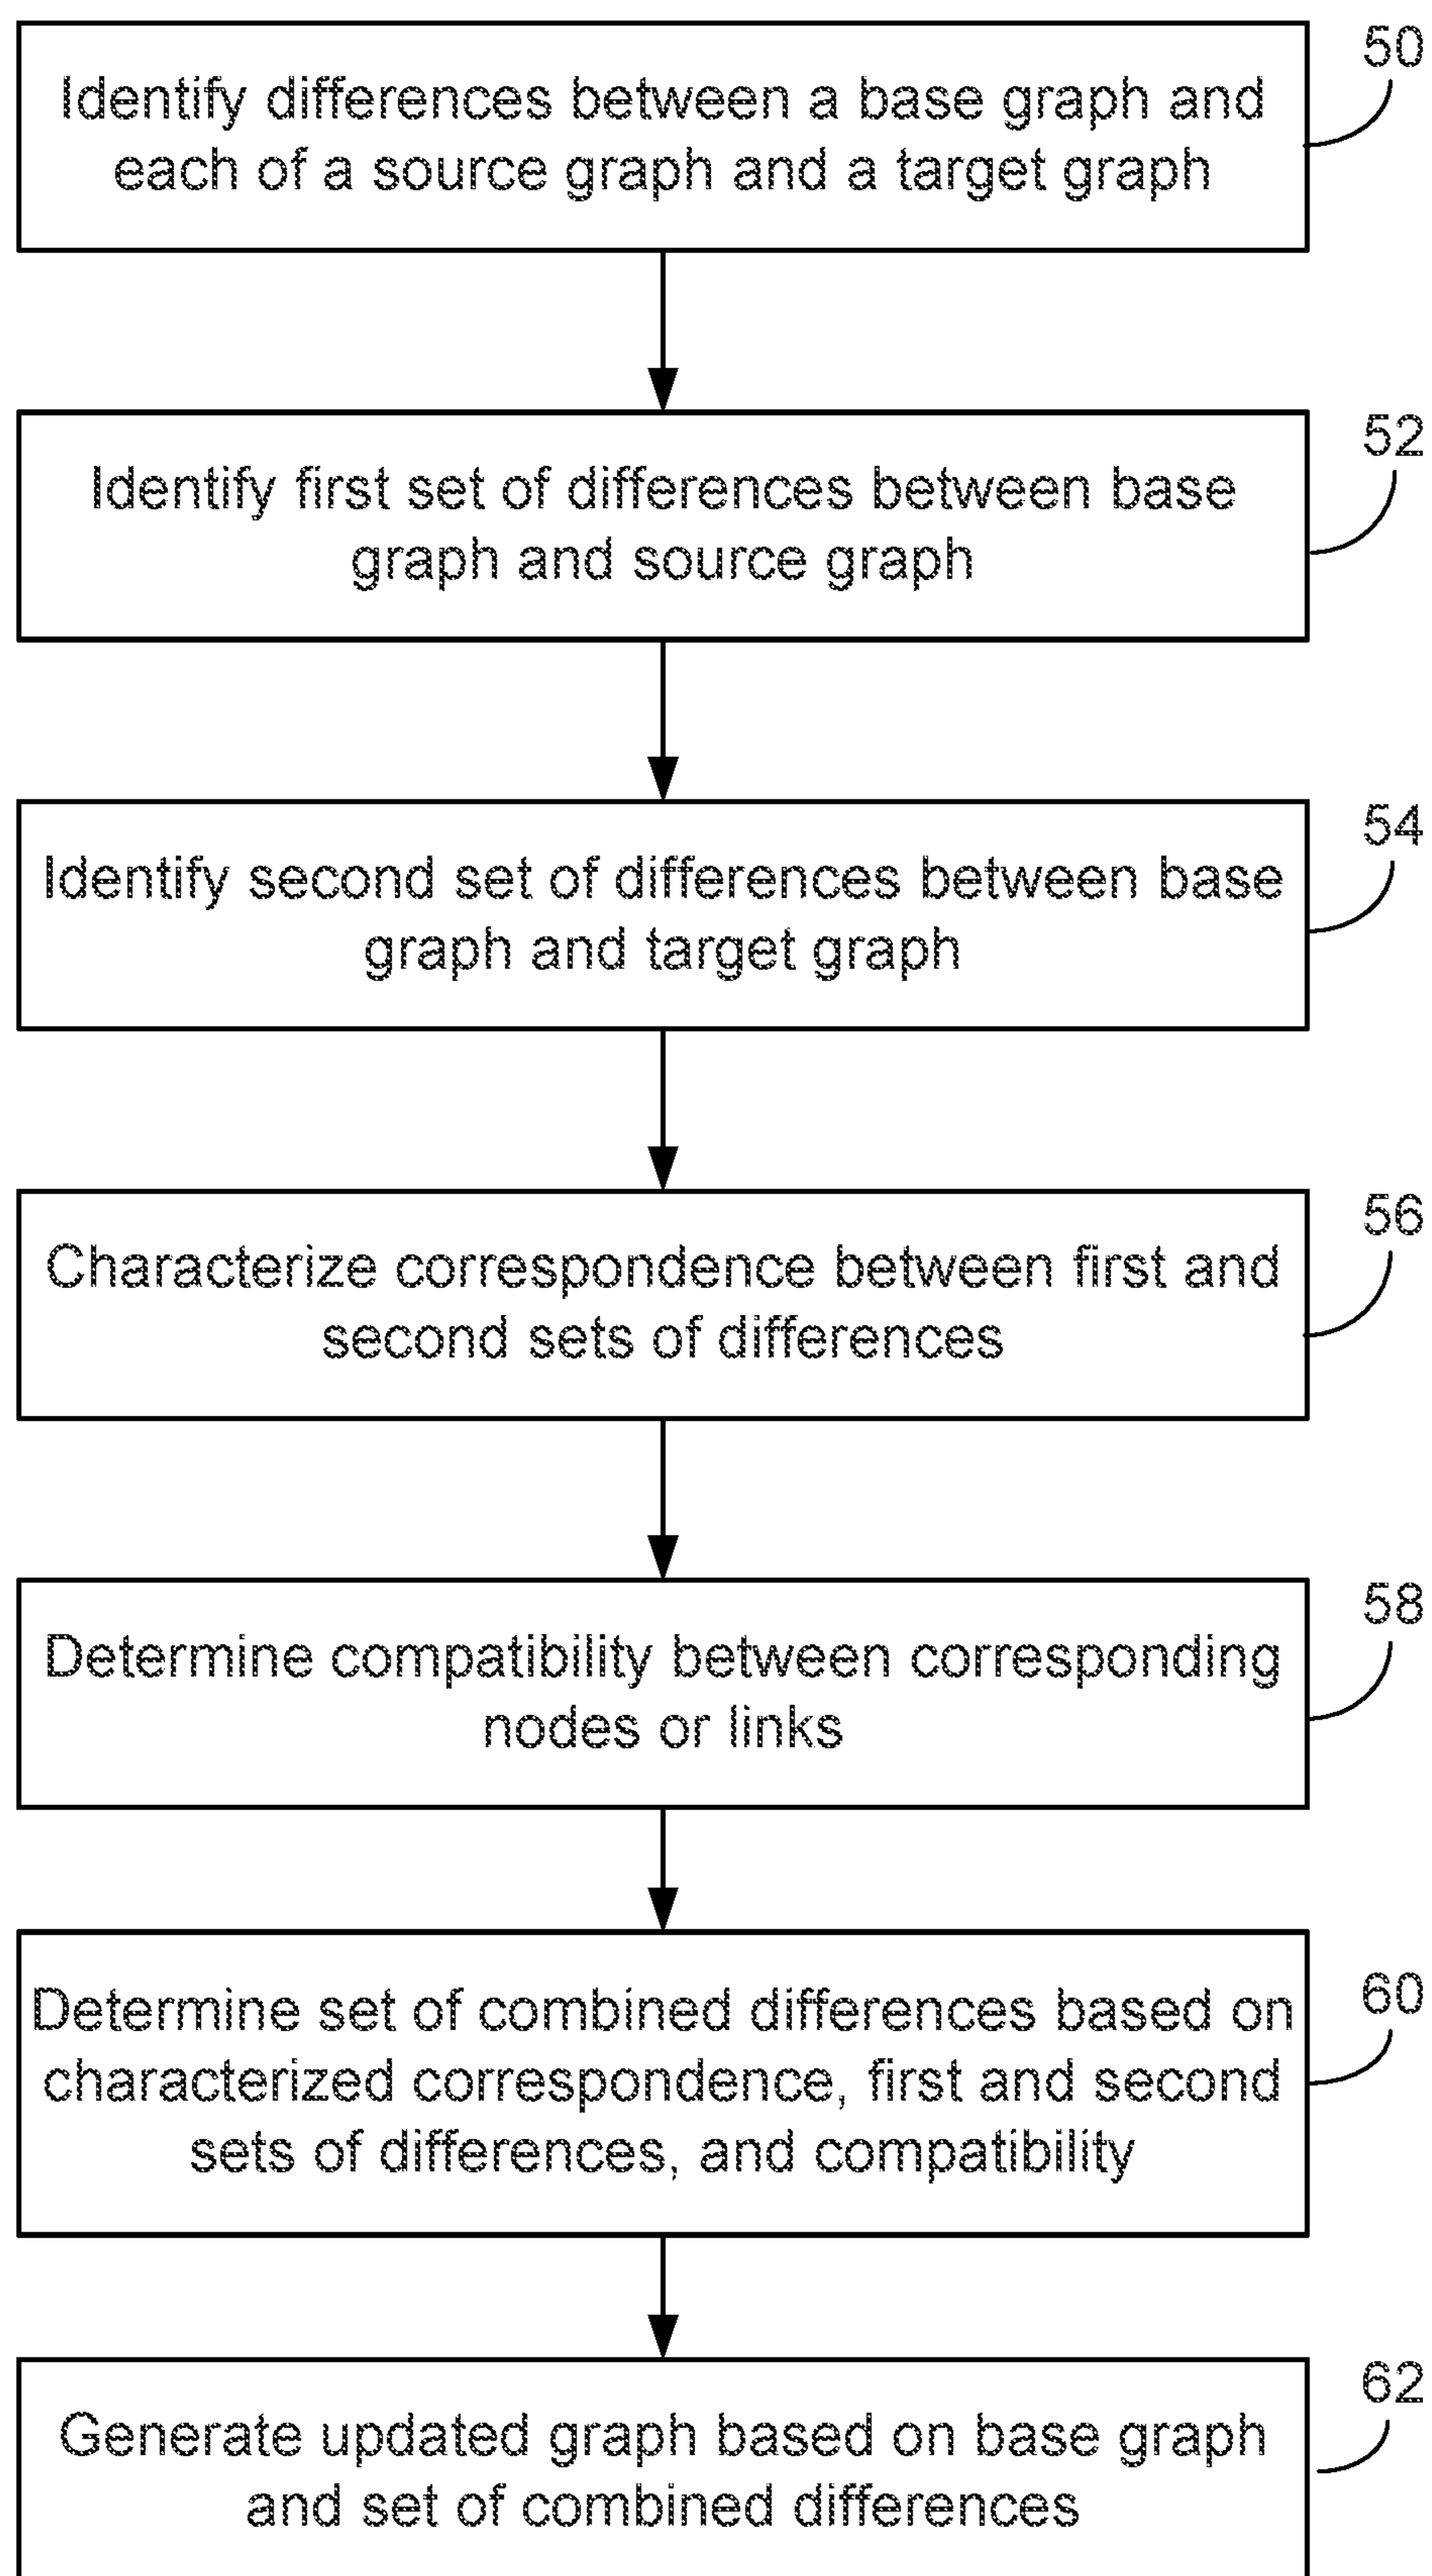 50
Identify differences between a base graph and
each of a source graph and a target graph
52
Identify first set of differences between base
graph and source graph
54
Identify second set of differences between base
graph and target graph
56
Characterize correspondence between first and
second sets of differences
58
Determine compatibility between corresponding
nodes or links
60
Determine set of combined differences based on
characterized correspondence, first and second
sets of differences, and compatibility
62
Generate updated graph based on base graph
and set of combined differences